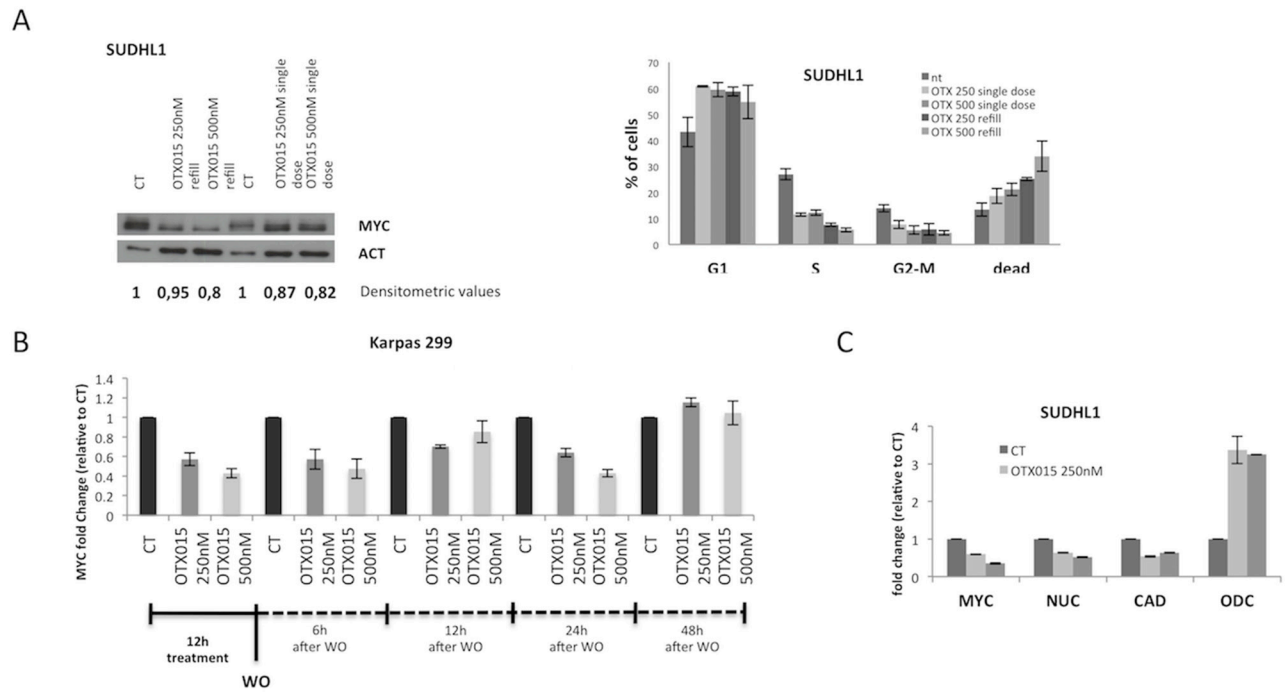 A
SUDHL1
CT
OTX015 250nM
refill
OTX015 500nM
refill
CT
OTX015 250nM single
dose
OTX015 500nM single
dose
MYC
ACT
1 0,95 0,8 1 0,87 0,82 Densitometric values
SUDHL1
% of cells
70
60
50
40
30
20
10
0
nt
OTX 250 single dose
OTX 500 single dose
OTX 250 refill
OTX 500 refill
G1 S G2-M dead
B
Karpas 299
MYC fold Change (relative to CT)
1.4
1.2
1
0.8
0.6
0.4
0.2
0
CT
OTX015
250nM
OTX015
500nM
CT
OTX015
250nM
OTX015
500nM
CT
OTX015
250nM
OTX015
500nM
CT
OTX015
250nM
OTX015
500nM
CT
OTX015
250nM
OTX015
500nM
12h
treatment
WO
6h
after WO
12h
after WO
24h
after WO
48h
after WO
C
SUDHL1
fold change (relative to CT)
4
3
2
1
0
CT
OTX015 250nM
MYC NUC CAD ODC